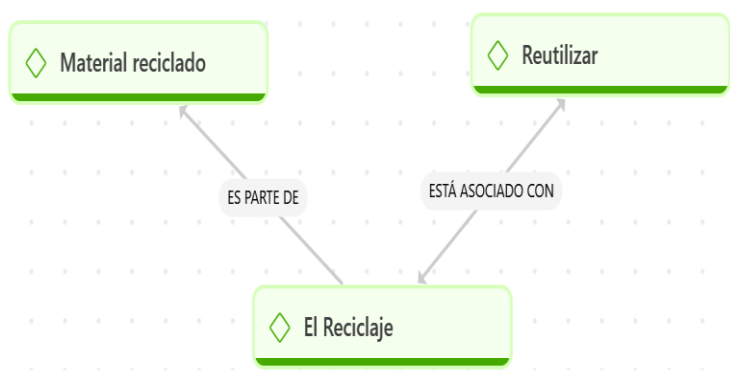 Material reciclado
Reutilizar
ES PARTE DE
ESTÁ ASOCIADO CON
El Reciclaje